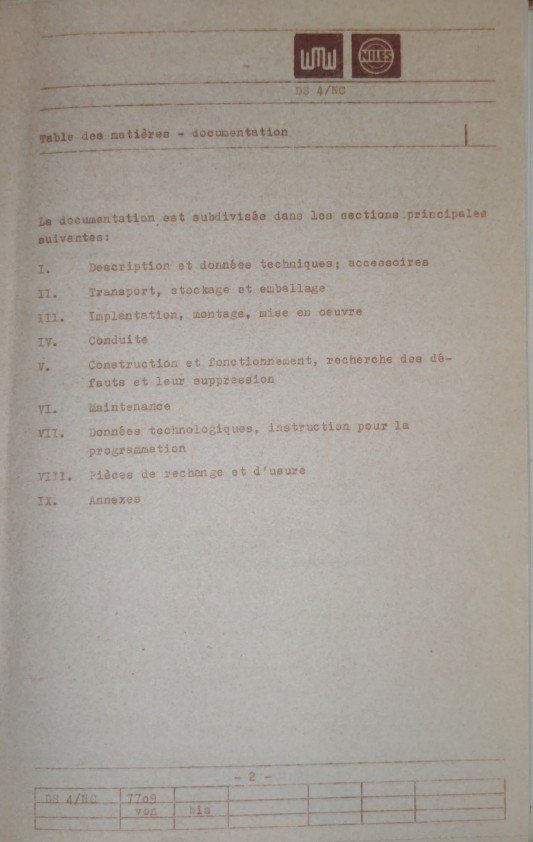 WMW NILES
DS 4/NC
Table des matières - documentation
La documentation est subdivisée dans les sections principales
suivantes:
I. Description et données techniques; accessoires
II. Transport, stockage et emballage
III. Implantation, montage, mise en oeuvre
IV. Conduite
V. Construction et fonctionnement, recherche des dé-
fauts et leur suppression
VI. Maintenance
VII. Données technologiques, instruction pour la
programmation
VIII. Pièces de rechange et d'usure
IX. Annexes
- 2 -
DS 4/NC 77o9
von bis